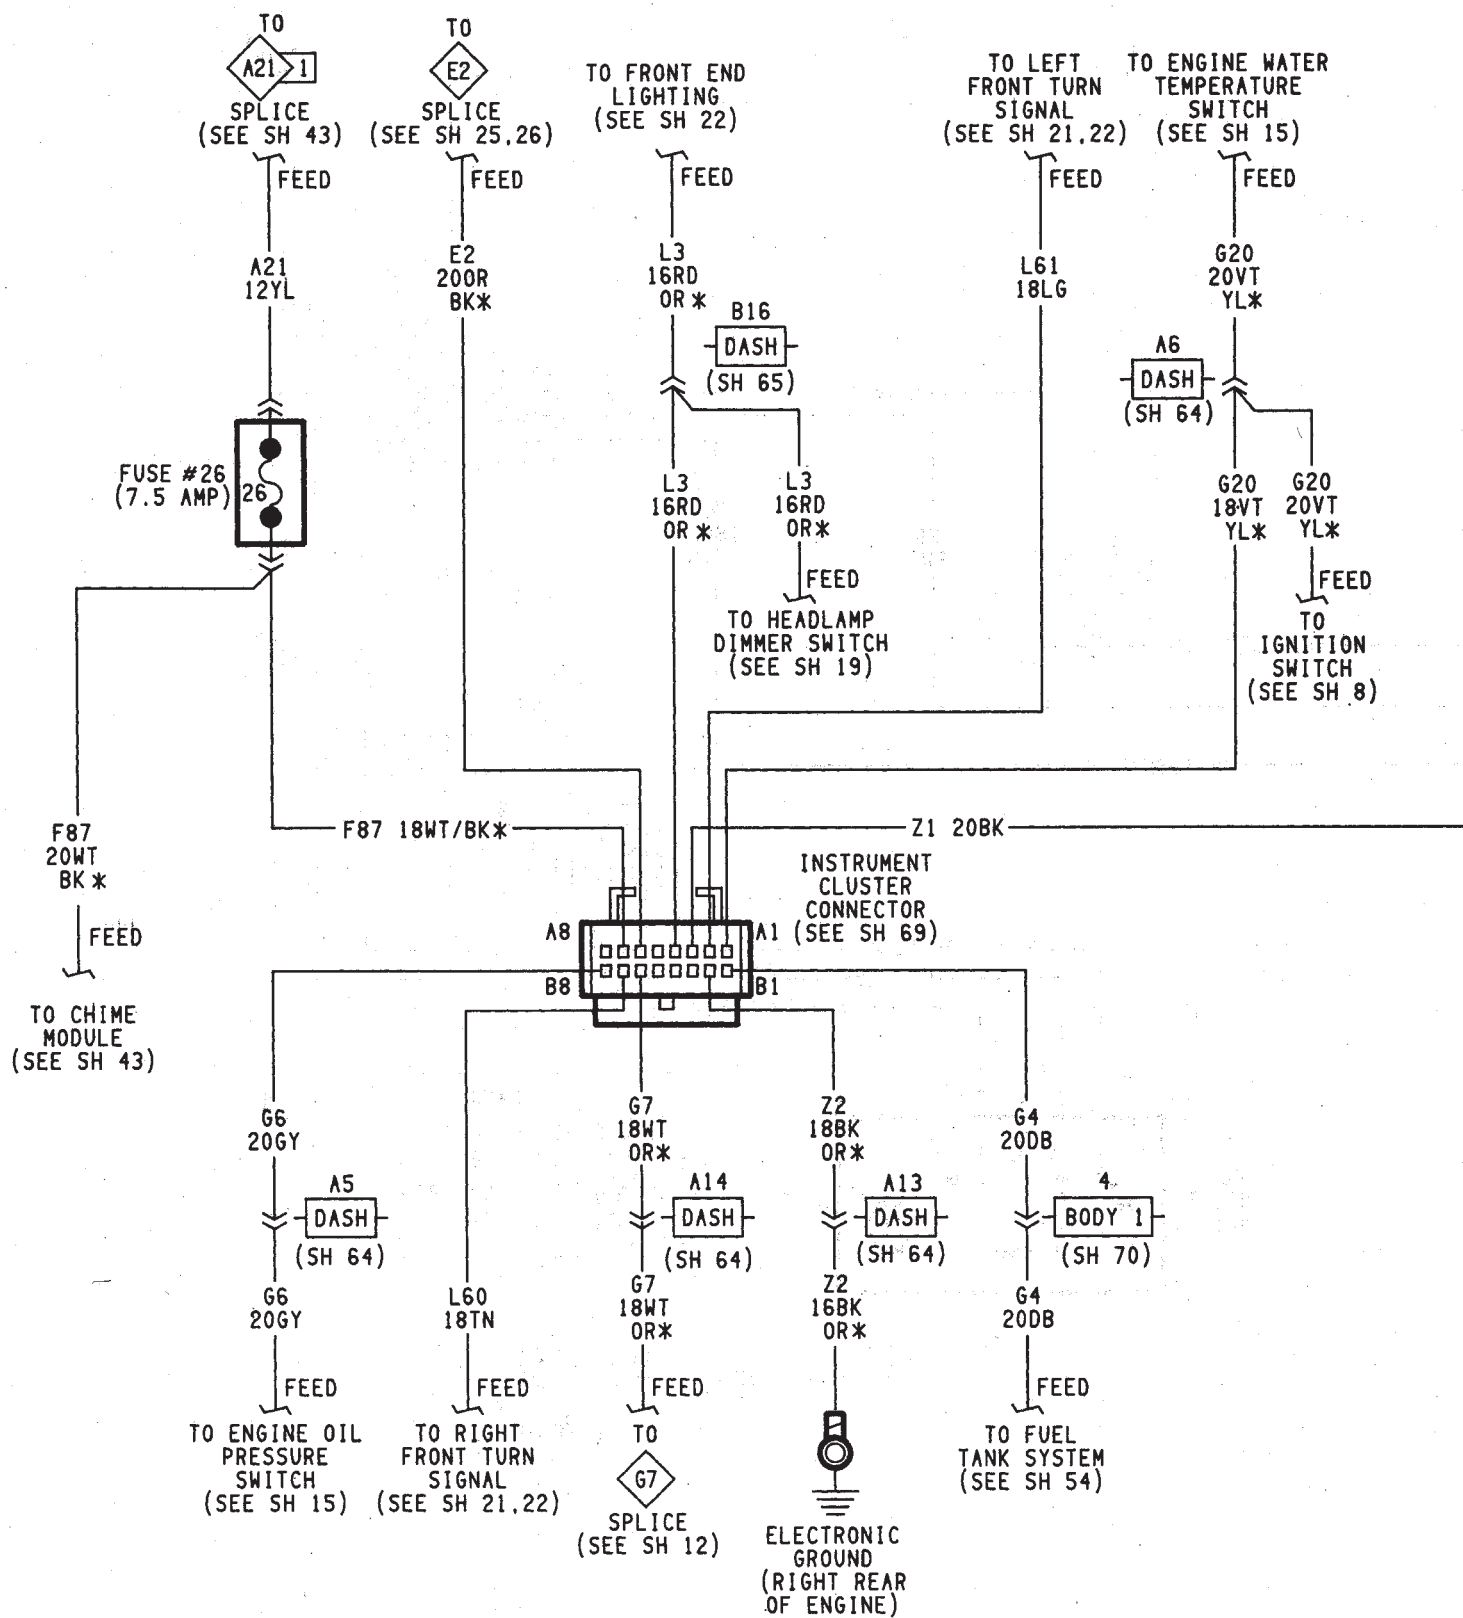 TO
A21 1
SPLICE
(SEE SH 43)
FEED
TO
E2
SPLICE
(SEE SH 25,26)
FEED
TO FRONT END
LIGHTING
(SEE SH 22)
FEED
TO LEFT
FRONT TURN
SIGNAL
(SEE SH 21,22)
FEED
TO ENGINE WATER
TEMPERATURE
SWITCH
(SEE SH 15)
FEED
A21
12YL
E2
20OR
BK*
L3
16RD
OR*
L61
18LG
G20
20VT
YL*
B16
DASH
(SH 65)
A6
DASH
(SH 64)
FUSE #26
(7.5 AMP)
26
L3
16RD
OR*
L3
16RD
OR*
G20
18VT
YL*
G20
20VT
YL*
FEED
TO HEADLAMP
DIMMER SWITCH
(SEE SH 19)
FEED
TO
IGNITION
SWITCH
(SEE SH 8)
F87
20WT
BK*
F87 18WT/BK*
Z1 20BK
FEED
TO CHIME
MODULE
(SEE SH 43)
INSTRUMENT
CLUSTER
CONNECTOR
(SEE SH 69)
A8
A1
B8
B1
G6
20GY
G7
18WT
OR*
Z2
18BK
OR*
G4
20DB
A5
DASH
(SH 64)
A14
DASH
(SH 64)
A13
DASH
(SH 64)
4
BODY 1
(SH 70)
G6
20GY
L60
18TN
G7
18WT
OR*
Z2
16BK
OR*
G4
20DB
FEED
TO ENGINE OIL
PRESSURE
SWITCH
(SEE SH 15)
FEED
TO RIGHT
FRONT TURN
SIGNAL
(SEE SH 21,22)
FEED
TO
G7
SPLICE
(SEE SH 12)
ELECTRONIC
GROUND
(RIGHT REAR
OF ENGINE)
FEED
TO FUEL
TANK SYSTEM
(SEE SH 54)